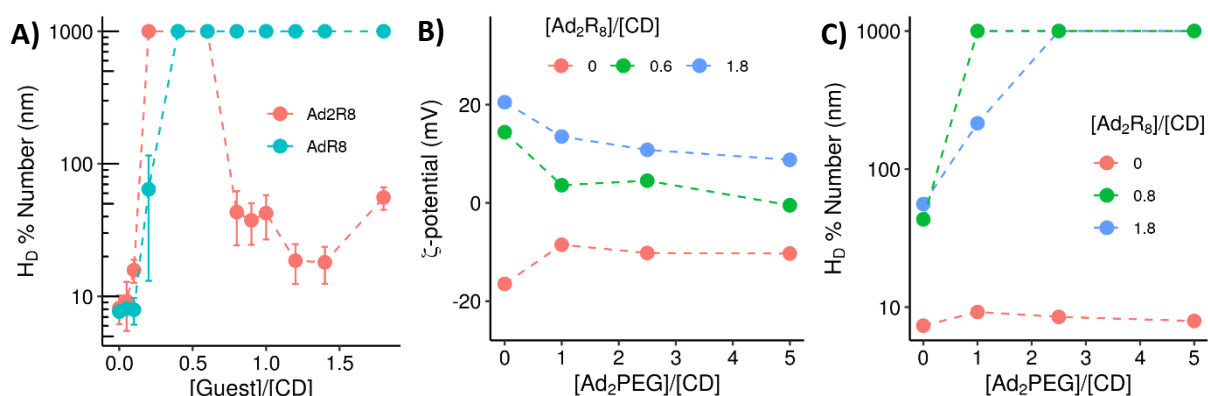 A)
1000
100
10
H_D % Number (nm)
Ad2R8
AdR8
0.0 0.5 1.0 1.5
[Guest]/[CD]
B)
[Ad₂R₈]/[CD]
0 0.6 1.8
20
0
-20
ζ-potential (mV)
0 1 2 3 4 5
[Ad₂PEG]/[CD]
C)
1000
100
10
H_D % Number (nm)
[Ad₂R₈]/[CD]
0
0.8
1.8
0 1 2 3 4 5
[Ad₂PEG]/[CD]